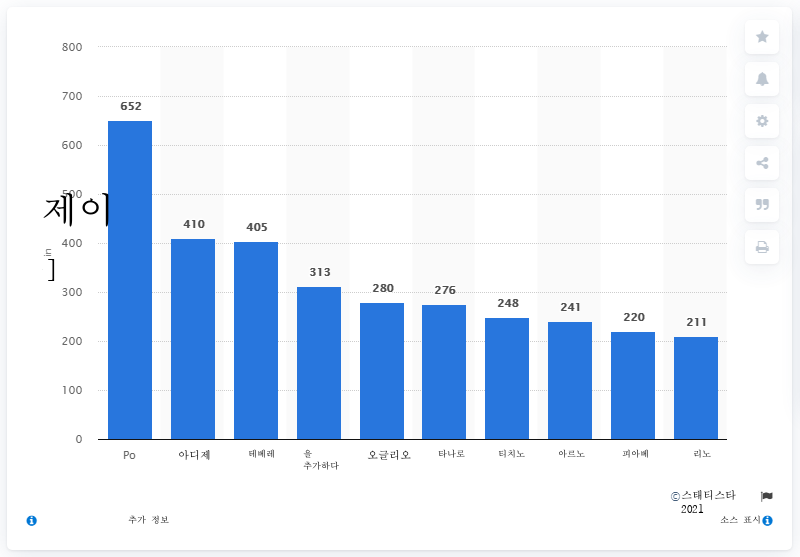 800
700
600
500
400
300
200
100
0
제이
in
]
652
410
405
313
280
276
248
241
220
211
Po
아디제
테베레
을
추가하다
오글리오
타나로
티치노
아르노
피아베
리노
©스태티스타
2021
추가 정보
소스 표시